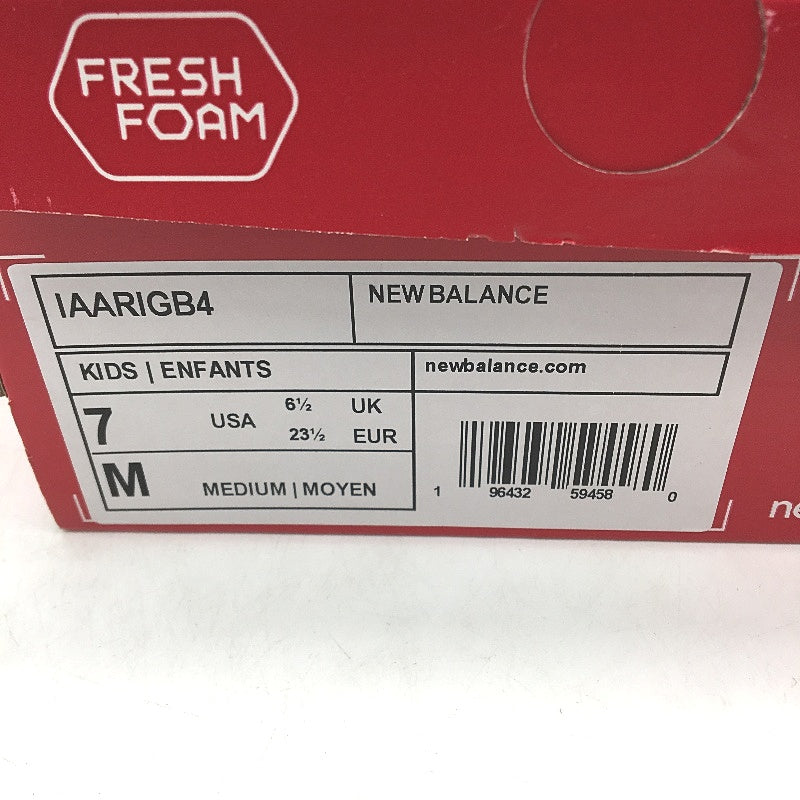 FRESH
FOAM
IAARIGB4
NEW BALANCE
KIDS | ENFANTS
newbalance.com
7 USA 6½ UK
23½ EUR
M MEDIUM | MOYEN
1 96432 59458 0
ne